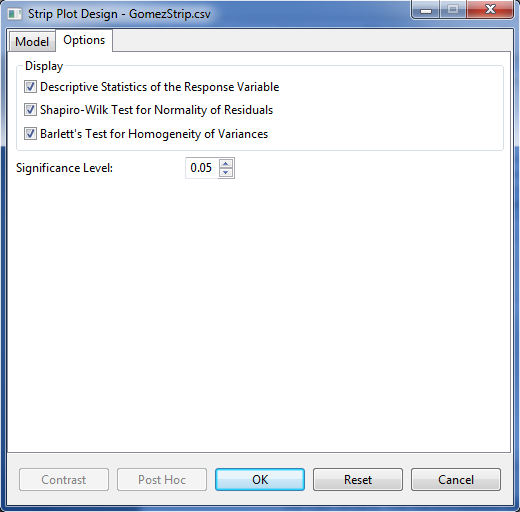 Strip Plot Design - GomezStrip.csv
Model Options
Display
Descriptive Statistics of the Response Variable
Shapiro-Wilk Test for Normality of Residuals
Barlett's Test for Homogeneity of Variances
Significance Level: 0.05
Contrast Post Hoc OK Reset Cancel